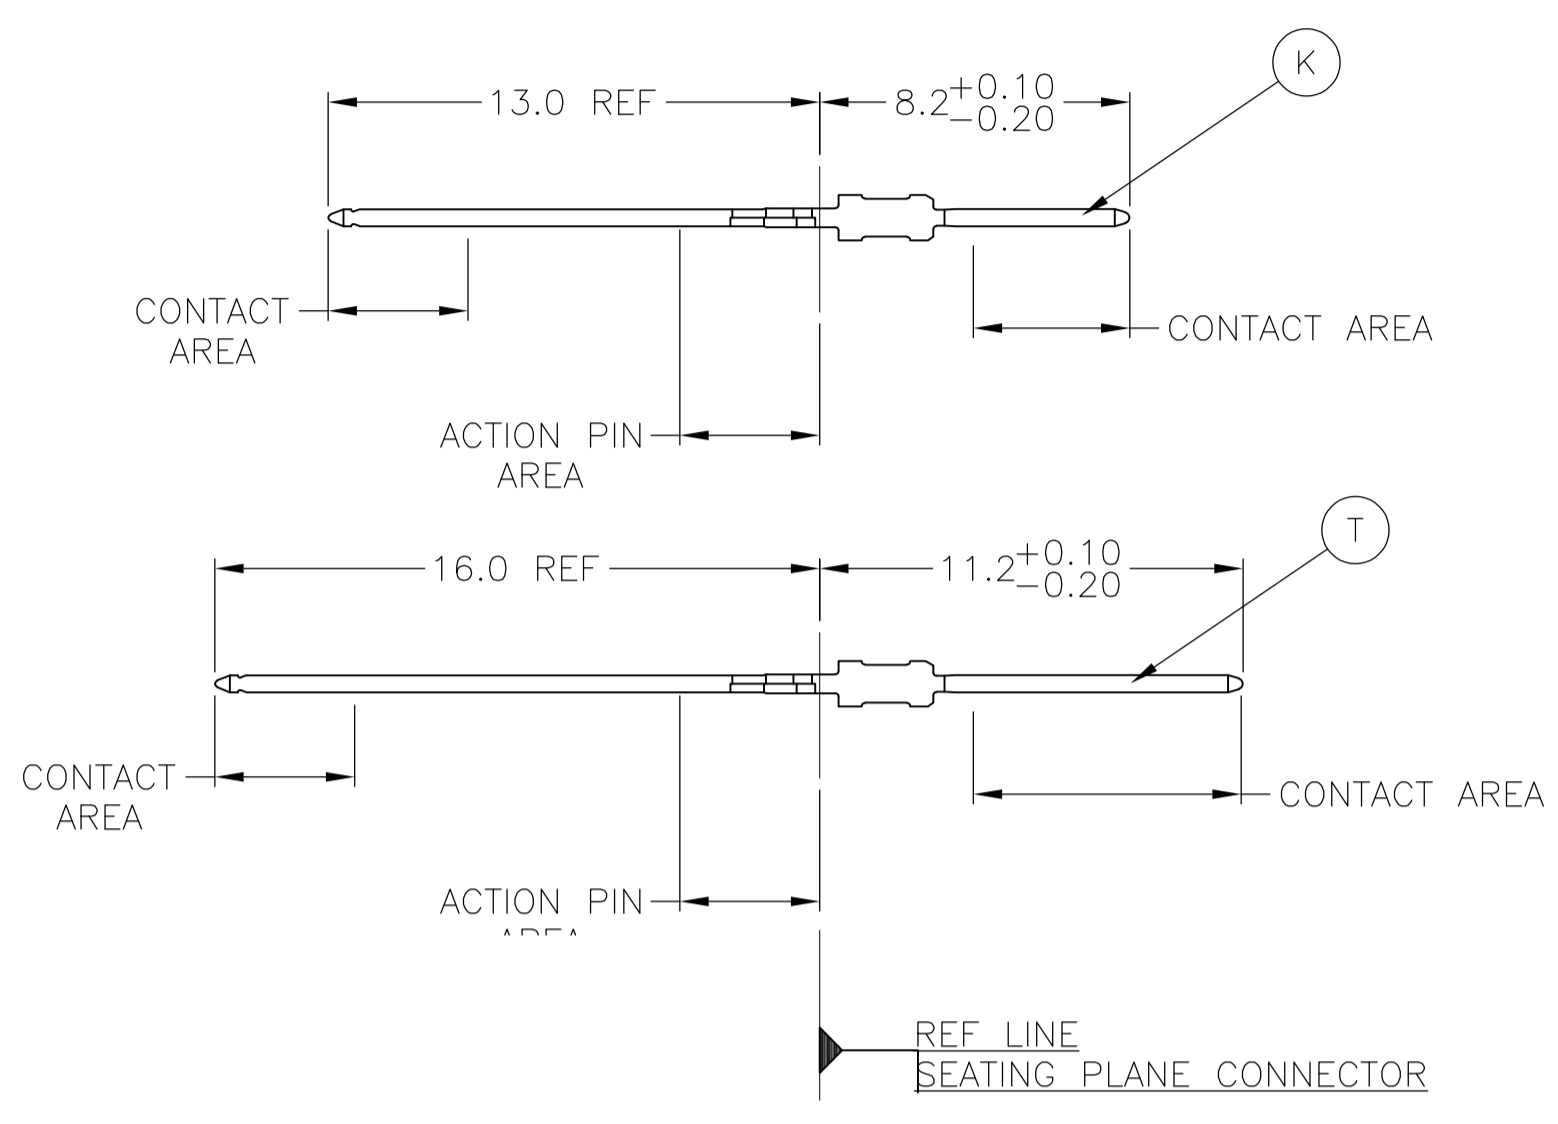 K
13.0 REF
8.2 +0.10
-0.20
CONTACT
AREA
CONTACT AREA
ACTION PIN
AREA
T
16.0 REF
11.2 +0.10
-0.20
CONTACT
AREA
CONTACT AREA
ACTION PIN
REF LINE
SEATING PLANE CONNECTOR